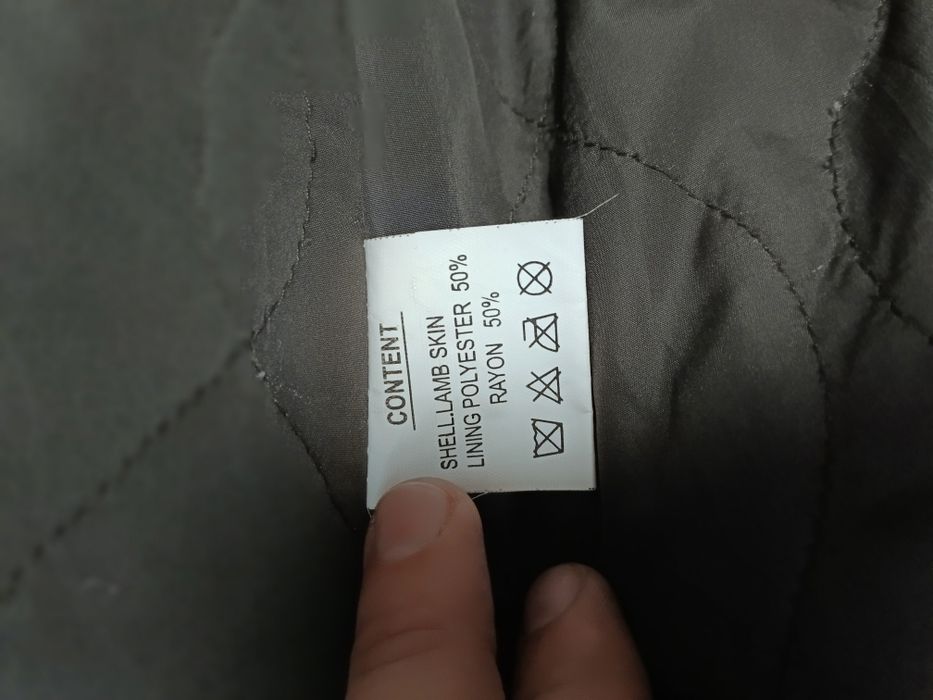 CONTENT
SHELL.LAMB SKIN
LINING POLYESTER 50%
RAYON 50%